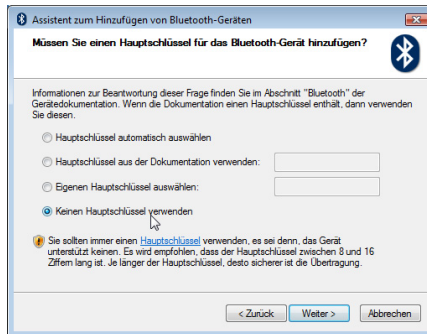 Assistent zum Hinzufügen von Bluetooth-Geräten
Müssen Sie einen Hauptschlüssel für das Bluetooth-Gerät hinzufügen?
Informationen zur Beantwortung dieser Frage finden Sie im Abschnitt "Bluetooth" der
Gerätedokumentation. Wenn die Dokumentation einen Hauptschlüssel enthält, dann verwenden
Sie diesen.
Hauptschlüssel automatisch auswählen
Hauptschlüssel aus der Dokumentation verwenden:
Eigenen Hauptschlüssel auswählen:
Keinen Hauptschlüssel verwenden
Sie sollten immer einen Hauptschlüssel verwenden, es sei denn, das Gerät
unterstützt keinen. Es wird empfohlen, dass der Hauptschlüssel zwischen 8 und 16
Ziffern lang ist. Je länger der Hauptschlüssel, desto sicherer ist die Übertragung.
< Zurück Weiter > Abbrechen